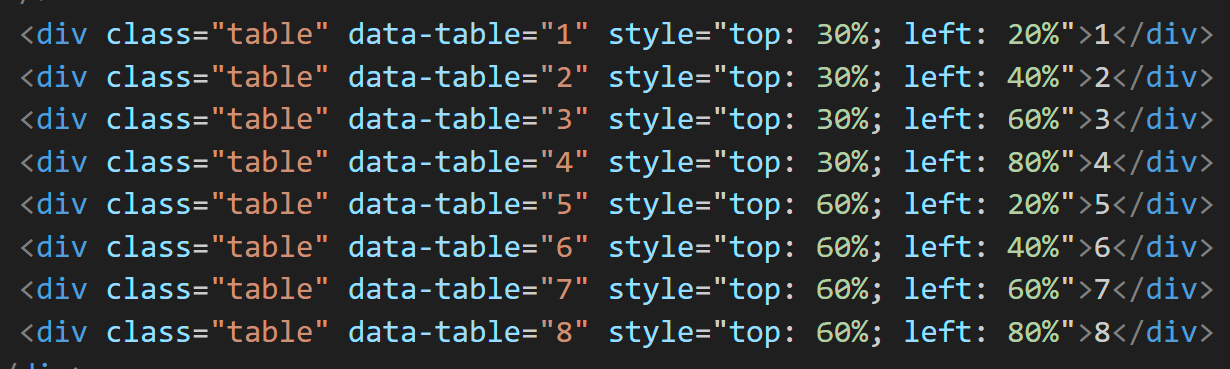 <div class="table" data-table="1" style="top: 30%; left: 20%">1</div>
<div class="table" data-table="2" style="top: 30%; left: 40%">2</div>
<div class="table" data-table="3" style="top: 30%; left: 60%">3</div>
<div class="table" data-table="4" style="top: 30%; left: 80%">4</div>
<div class="table" data-table="5" style="top: 60%; left: 20%">5</div>
<div class="table" data-table="6" style="top: 60%; left: 40%">6</div>
<div class="table" data-table="7" style="top: 60%; left: 60%">7</div>
<div class="table" data-table="8" style="top: 60%; left: 80%">8</div>